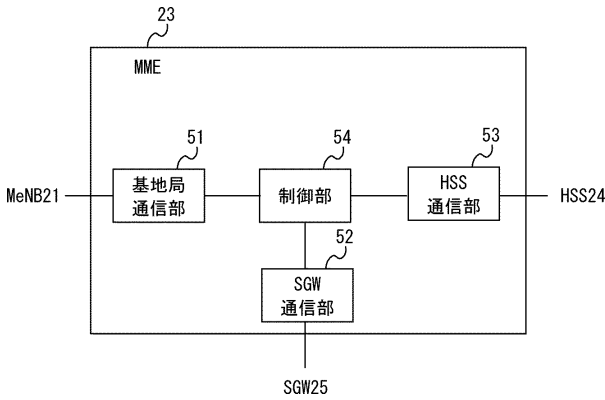 23
MME
51
54
53
MeNB21
基地局
通信部
制御部
HSS
通信部
HSS24
52
SGW
通信部
SGW25